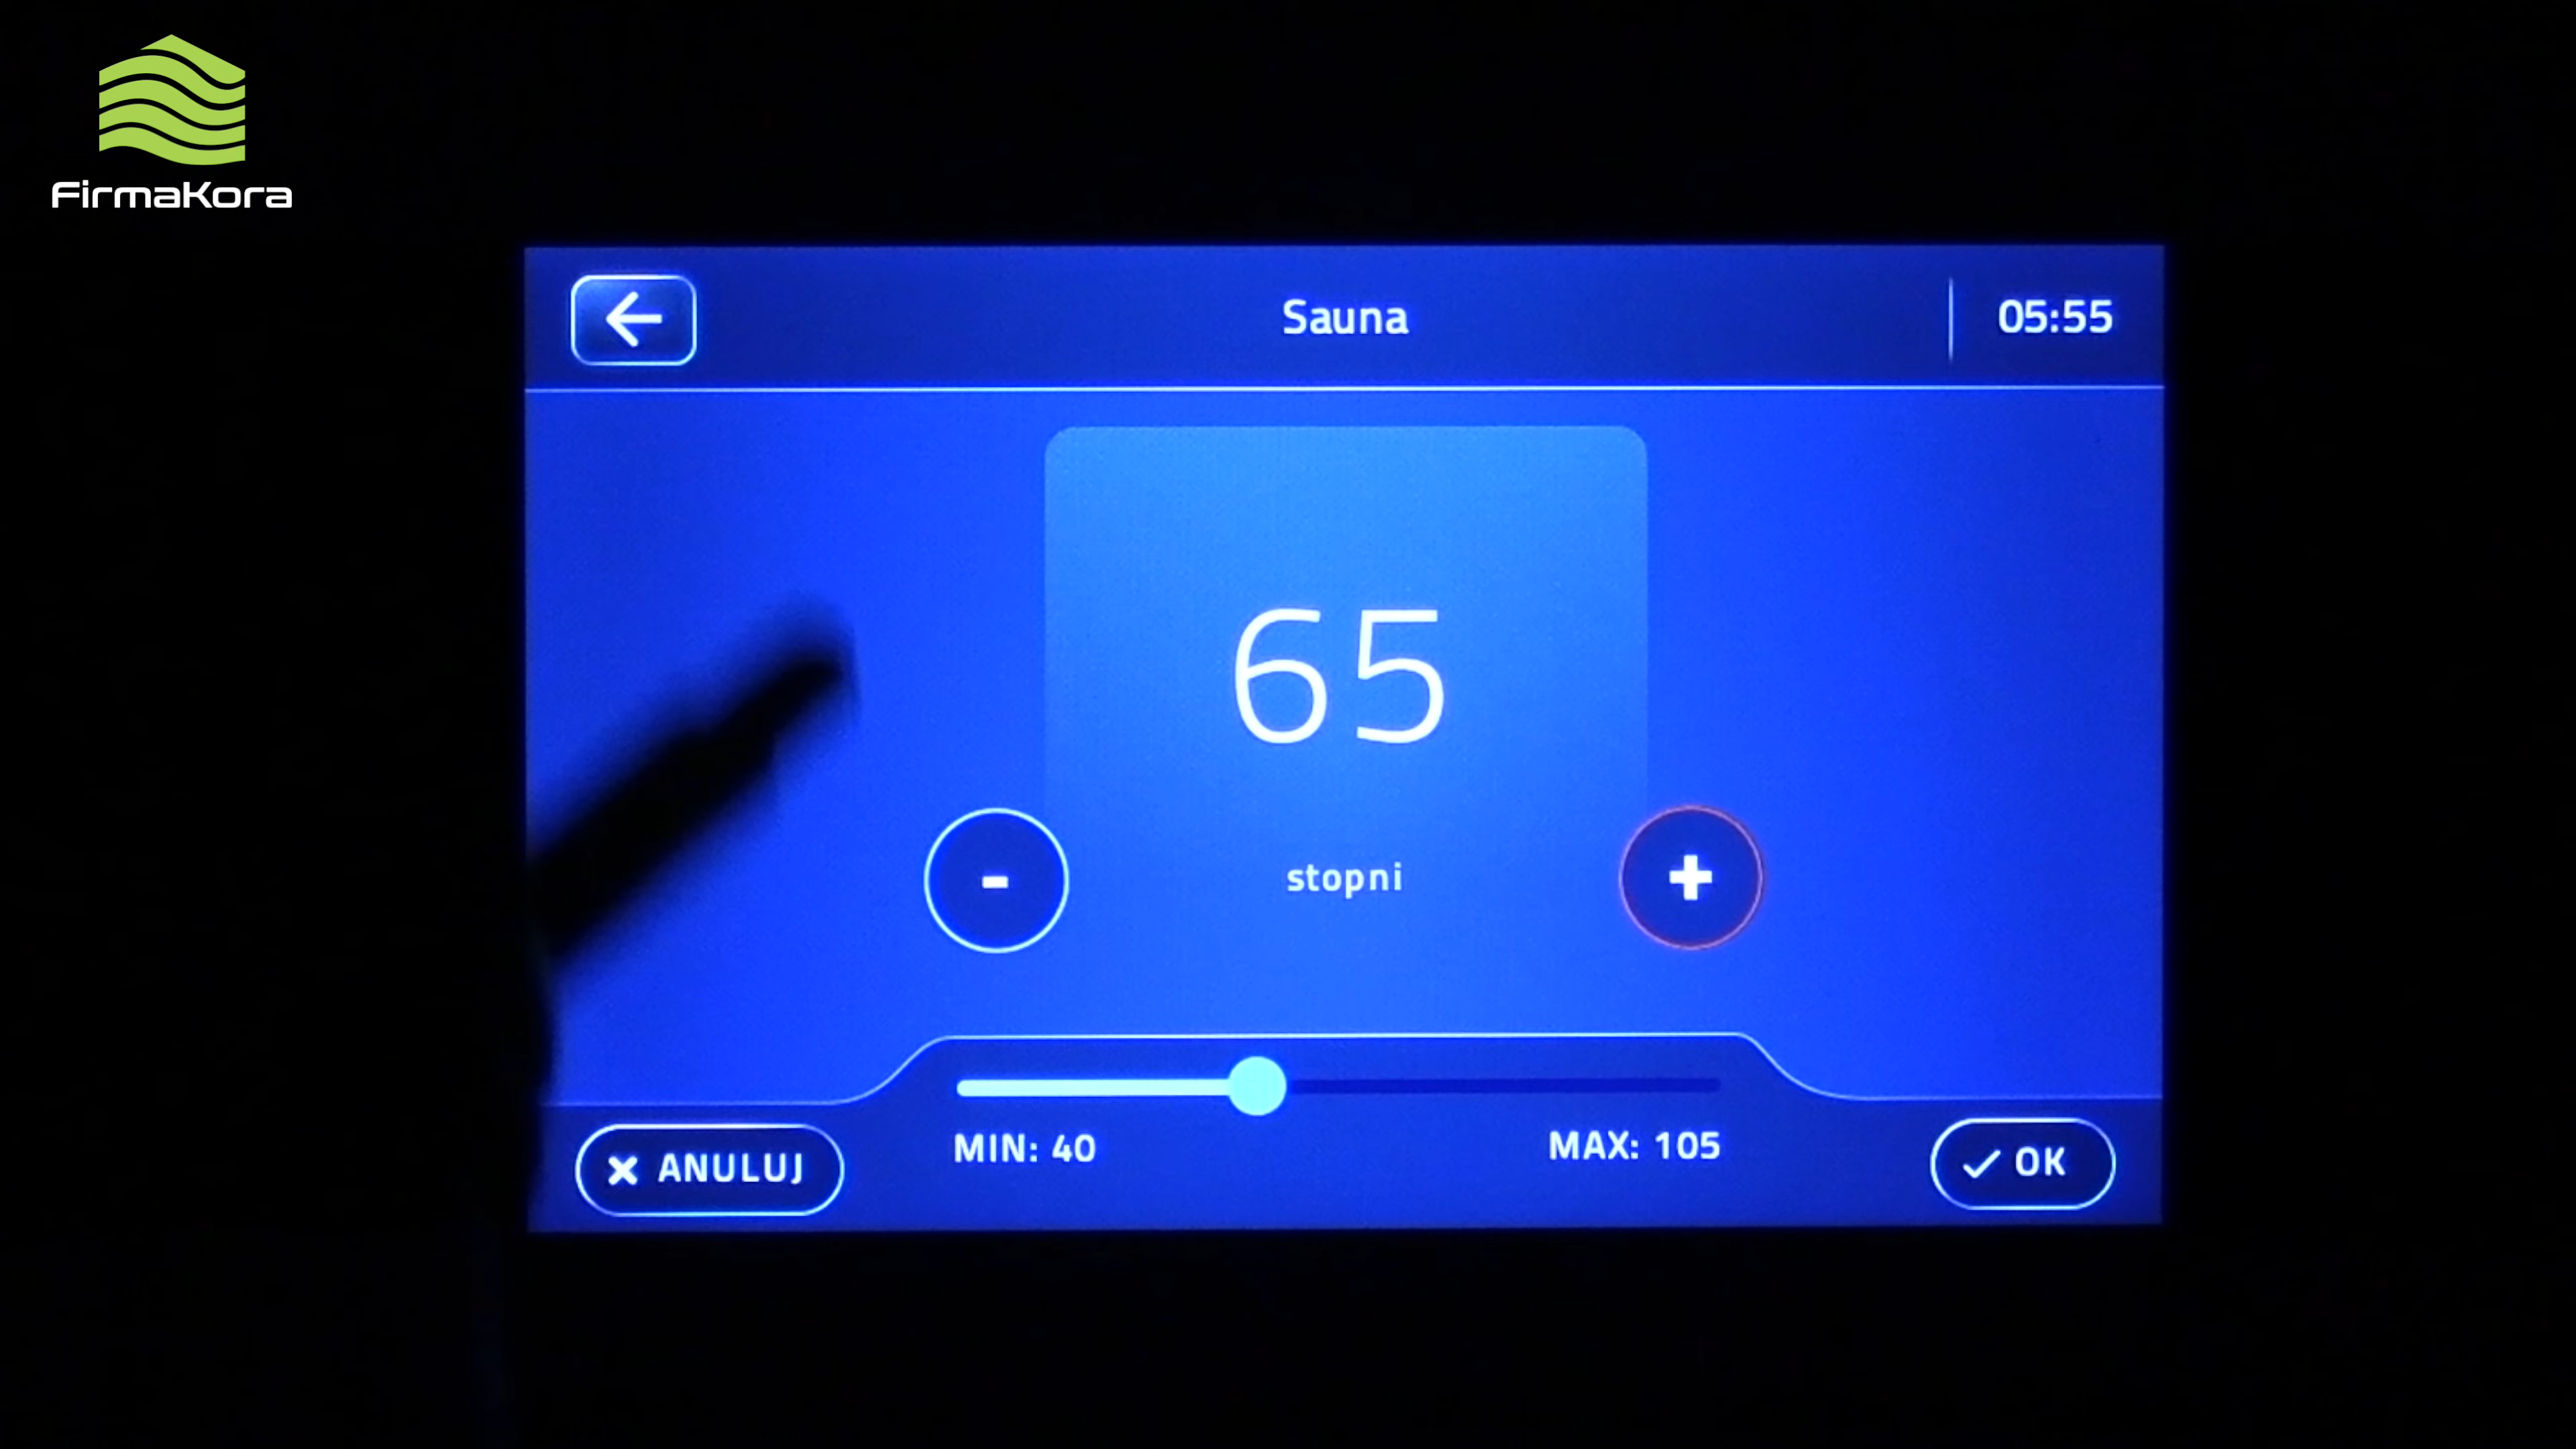 FirmaKora
Sauna
05:55
65
-
stopni
+
MIN: 40
MAX: 105
ANULUJ
OK